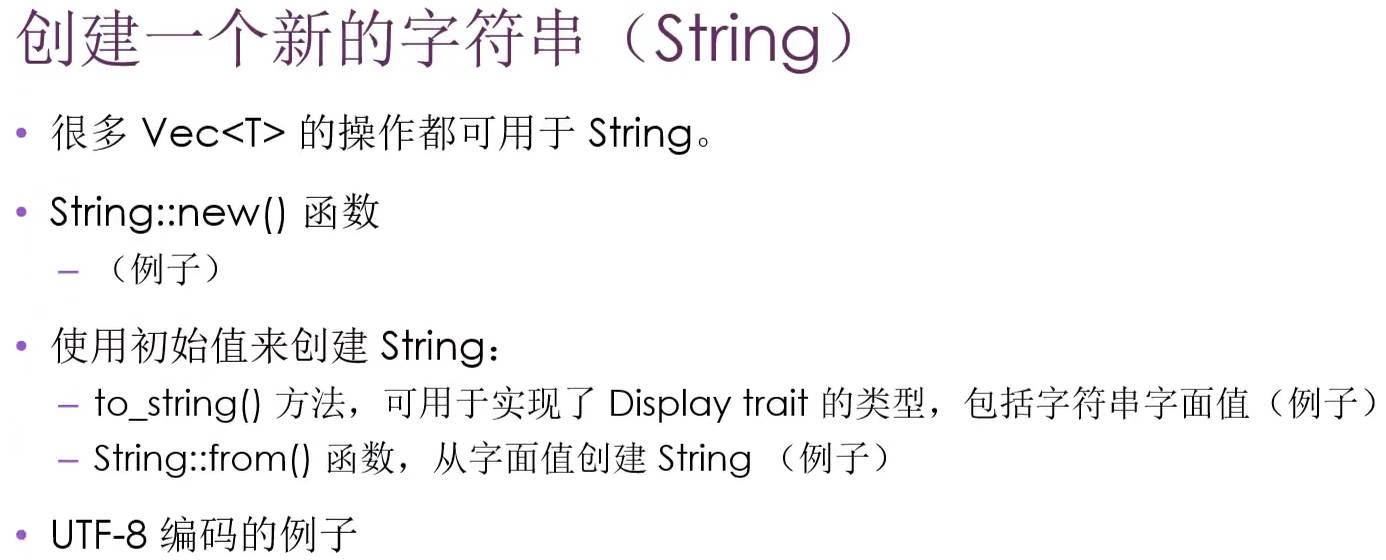 创建一个新的字符串（String）
• 很多 Vec<T> 的操作都可用于 String。
• String::new() 函数
– （例子）
• 使用初始值来创建 String：
– to_string() 方法，可用于实现了 Display trait 的类型，包括字符串字面值（例子）
– String::from() 函数，从字面值创建 String （例子）
• UTF-8 编码的例子